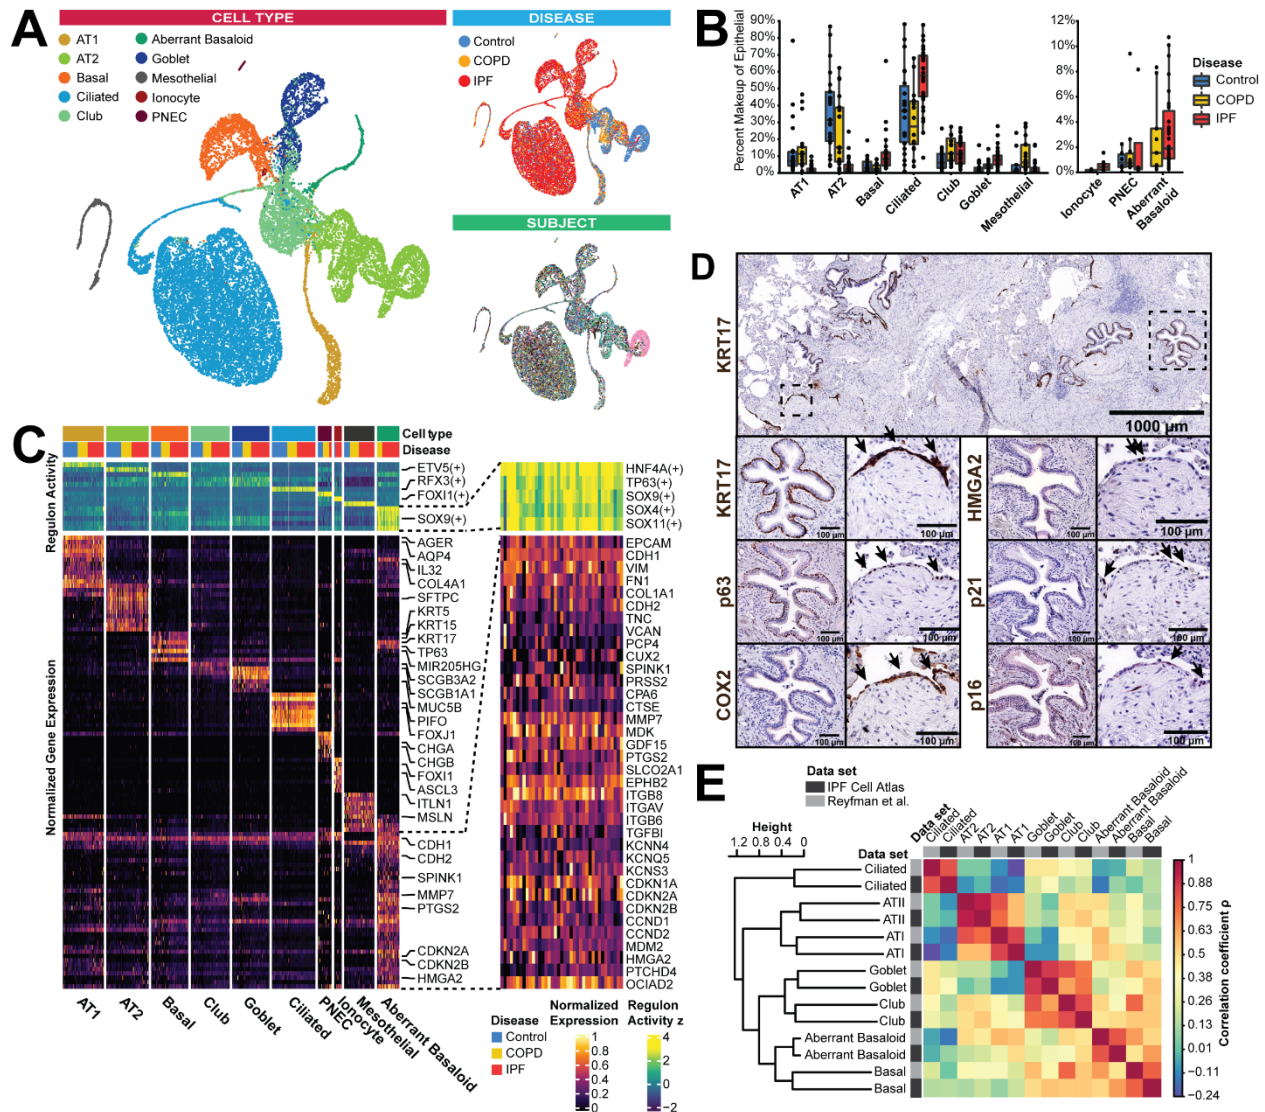 A
CELL TYPE
AT1
AT2
Basal
Ciliated
Club
Aberrant Basaloid
Goblet
Mesothelial
Ionocyte
PNEC
DISEASE
Control
COPD
IPF
SUBJECT
B
Percent Makeup of Epithelial
90%
80%
70%
60%
50%
40%
30%
20%
10%
0%
AT1
AT2
Basal
Ciliated
Club
Goblet
Mesothelial
12%
10%
8%
6%
4%
2%
0%
Ionocyte
PNEC
Aberrant
Basaloid
Disease
Control
COPD
IPF
C
Cell type
Disease
Regulon Activity
ETV5(+)
RFX3(+)
FOXI1(+)
SOX9(+)
HNF4A(+)
TP63(+)
SOX9(+)
SOX4(+)
SOX11(+)
Normalized Gene Expression
AGER
AQP4
IL32
COL4A1
SFTPC
KRT5
KRT15
KRT17
TP63
MIR205HG
SCGB3A2
SCGB1A1
MUC5B
PIFO
FOXJ1
CHGA
CHGB
FOXI1
ASCL3
ITLN1
MSLN
CDH1
CDH2
SPINK1
MMP7
PTGS2
CDKN2A
CDKN2B
HMGA2
EPCAM
CDH1
VIM
FN1
COL1A1
CDH2
TNC
VCAN
PCP4
CUX2
SPINK1
PRSS2
CPA6
CTSE
MMP7
MDK
GDF15
PTGS2
SLCO2A1
EPHB2
ITGB8
ITGAV
ITGB6
TGFBI
KCNN4
KCNQ5
KCNS3
CDKN1A
CDKN2A
CDKN2B
CCND1
CCND2
MDM2
HMGA2
PTCHD4
OCIAD2
AT1
AT2
Basal
Club
Goblet
Ciliated
PNEC
Ionocyte
Mesothelial
Aberrant Basaloid
Disease
Control
COPD
IPF
Normalized
Expression
1
0.8
0.6
0.4
0.2
0
Regulon
Activity z
4
2
0
−2
D
KRT17
1000 µm
KRT17
100 µm
100 µm
HMGA2
100 µm
100 µm
p63
100 µm
100 µm
p21
100 µm
100 µm
COX2
100 µm
100 µm
p16
100 µm
100 µm
E
Data set
IPF Cell Atlas
Reyfman et al.
Height
1.2 0.8 0.4 0
Data set
Data set
Ciliated
Ciliated
AT2
AT2
AT1
AT1
Goblet
Goblet
Club
Club
Aberrant Basaloid
Aberrant Basaloid
Basal
Basal
Ciliated
Ciliated
ATII
ATII
ATI
ATI
Goblet
Goblet
Club
Club
Aberrant Basaloid
Aberrant Basaloid
Basal
Basal
1
0.88
0.75
0.63
0.5
0.38
0.26
0.13
0.01
−0.11
−0.24
Correlation coefficient ρ